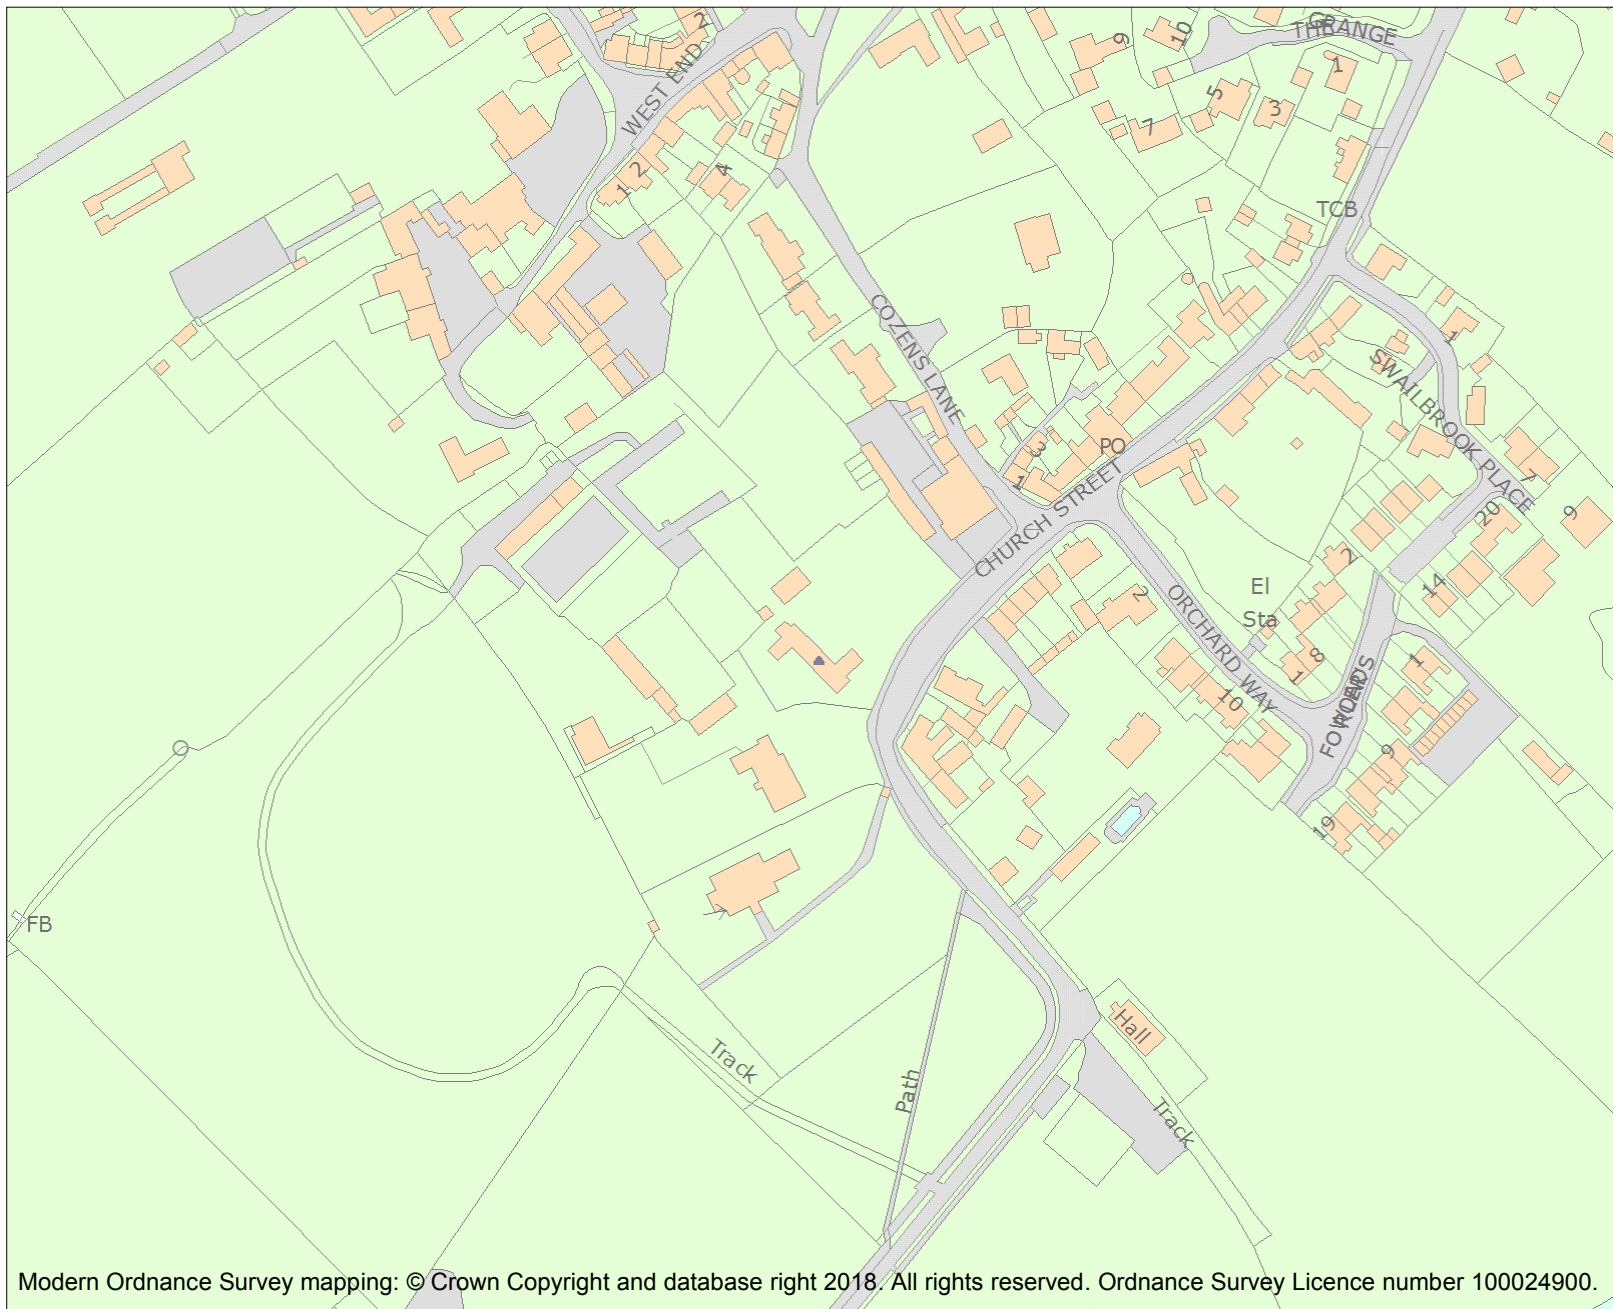 2
WEST END
1
2
4
9
10
THE
GRANGE
1
5
3
7
TCB
COZENS LANE
1
SWAILBROOK PLACE
7
9
20
14
3
PO
1
CHURCH STREET
2
2
El
Sta
ORCHARD WAY
8
1
10
FOWLERS
ROAD
1
9
19
FB
Hall
Track
Path
Track
Modern Ordnance Survey mapping: © Crown Copyright and database right 2018. All rights reserved. Ordnance Survey Licence number 100024900.